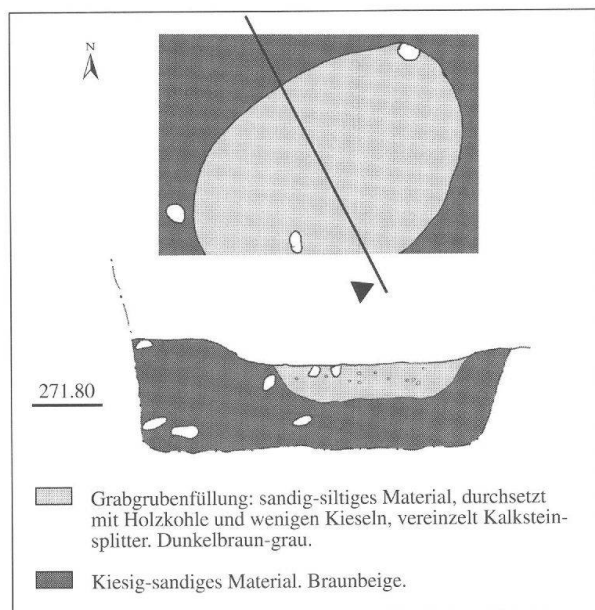 N
271.80
Grabgrubenfüllung: sandig-siltiges Material, durchsetzt
mit Holzkohle und wenigen Kieseln, vereinzelt Kalkstein-
splitter. Dunkelbraun-grau.
Kiesig-sandiges Material. Braunbeige.